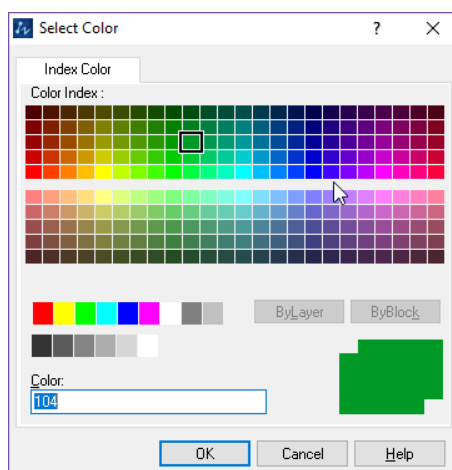 Select Color
? 
Index Color
Color Index :
ByLayer ByBlock
Color:
104
OK Cancel Help